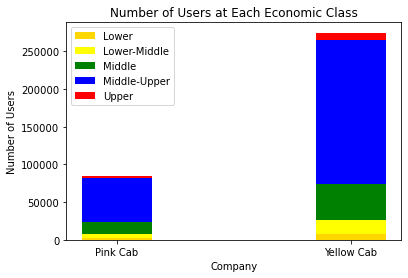 Number of Users at Each Economic Class
Lower
Lower-Middle
Middle
Middle-Upper
Upper
250000
200000
150000
100000
50000
0
Number of Users
Pink Cab
Yellow Cab
Company